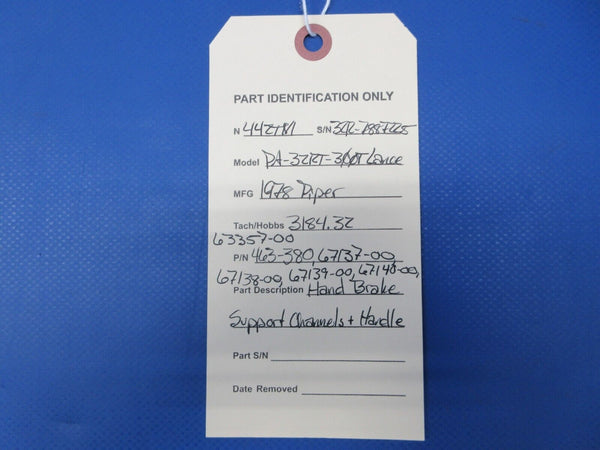 PART IDENTIFICATION ONLY
N 442TM S/N 32R-7887225
Model PA-32RT-300T Lance
MFG 1978 Piper
Tach/Hobbs 3184.32
63357-00
P/N 463-380, 67137-00,
67138-00, 67139-00, 67140-00,
Part Description Hand Brake
Support Channels + Handle
Part S/N
Date Removed